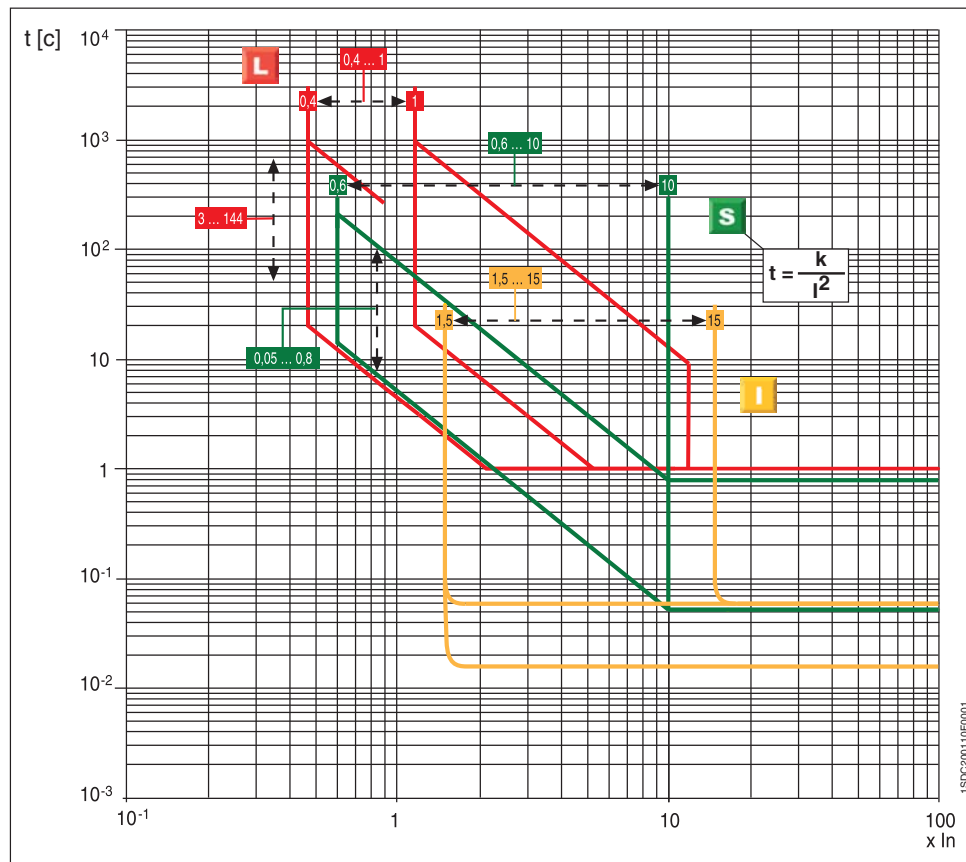 t [c]
10⁴
L
0,4 ... 1
0,4
1
10³
0,6 ... 10
0,6
10
3 ... 144
S
t = k
I²
10²
1,5 ... 15
1,5
15
0,05 ... 0,8
10
I
1
10⁻¹
10⁻²
10⁻³
10⁻¹
1
10
100
x In
1SDC200110F0001